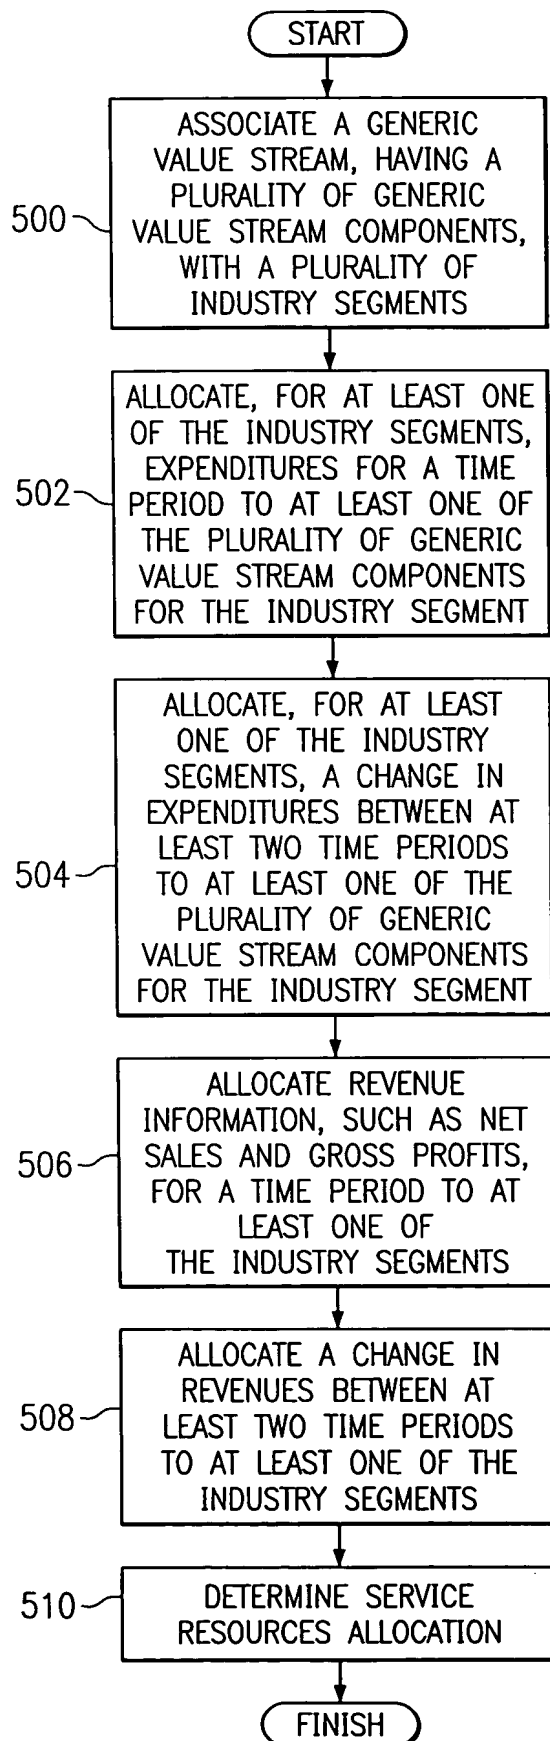 START
ASSOCIATE A GENERIC
VALUE STREAM, HAVING A
PLURALITY OF GENERIC
500
VALUE STREAM COMPONENTS,
WITH A PLURALITY OF
INDUSTRY SEGMENTS
ALLOCATE, FOR AT LEAST ONE
OF THE INDUSTRY SEGMENTS,
EXPENDITURES FOR A TIME
502
PERIOD TO AT LEAST ONE OF
THE PLURALITY OF GENERIC
VALUE STREAM COMPONENTS
FOR THE INDUSTRY SEGMENT
ALLOCATE, FOR AT LEAST
ONE OF THE INDUSTRY
SEGMENTS, A CHANGE IN
EXPENDITURES BETWEEN AT
LEAST TWO TIME PERIODS
504
TO AT LEAST ONE OF THE
PLURALITY OF GENERIC
VALUE STREAM COMPONENTS
FOR THE INDUSTRY SEGMENT
ALLOCATE REVENUE
INFORMATION, SUCH AS NET
506
SALES AND GROSS PROFITS,
FOR A TIME PERIOD TO AT
LEAST ONE OF
THE INDUSTRY SEGMENTS
ALLOCATE A CHANGE IN
REVENUES BETWEEN AT
508
LEAST TWO TIME PERIODS
TO AT LEAST ONE OF THE
INDUSTRY SEGMENTS
510
DETERMINE SERVICE
RESOURCES ALLOCATION
FINISH